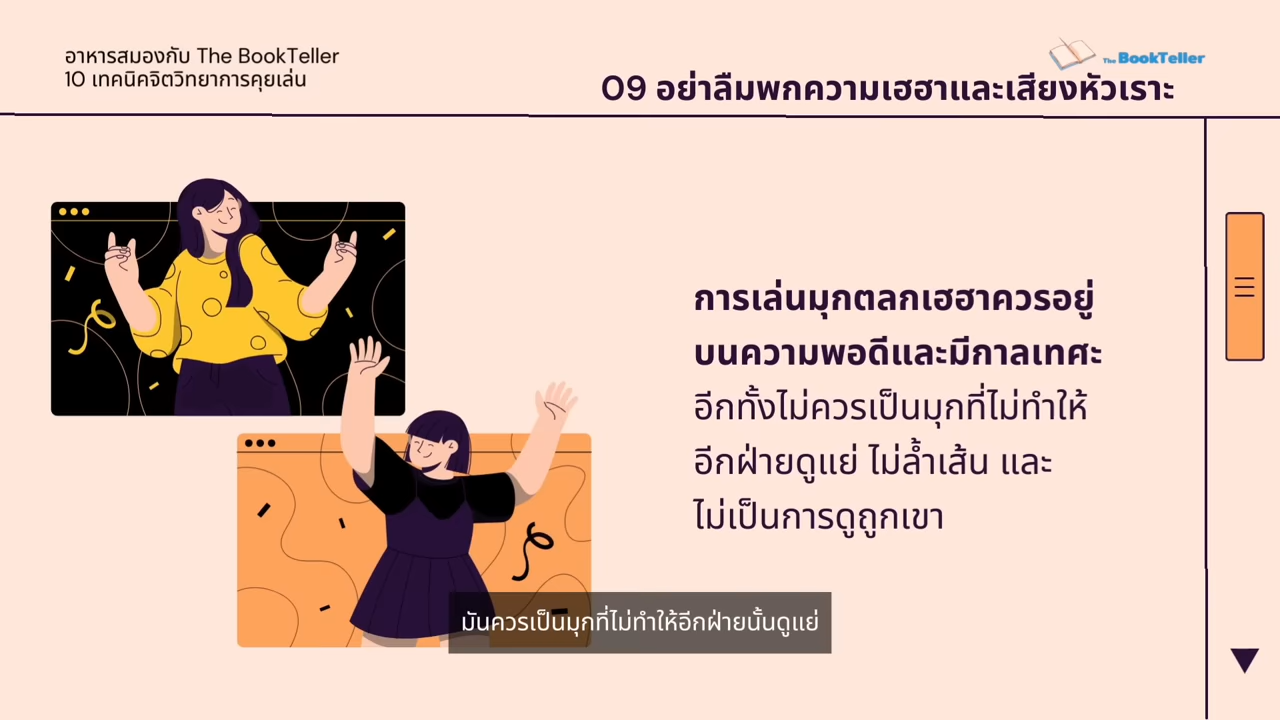 อาหารสมองกับ The BookTeller
10 เทคนิคจิตวิทยาการคุยเล่น
The BookTeller
09 อย่าลืมพกความเฮฮาและเสียงหัวเราะ
การเล่นมุกตลกเฮฮาควรอยู่
บนความพอดีและมีกาลเทศะ
อีกทั้งไม่ควรเป็นมุกที่ไม่ทำให้
อีกฝ่ายดูแย่ ไม่ล้ำเส้น และ
ไม่เป็นการดูถูกเขา
มันควรเป็นมุกที่ไม่ทำให้อีกฝ่ายนั้นดูแย่